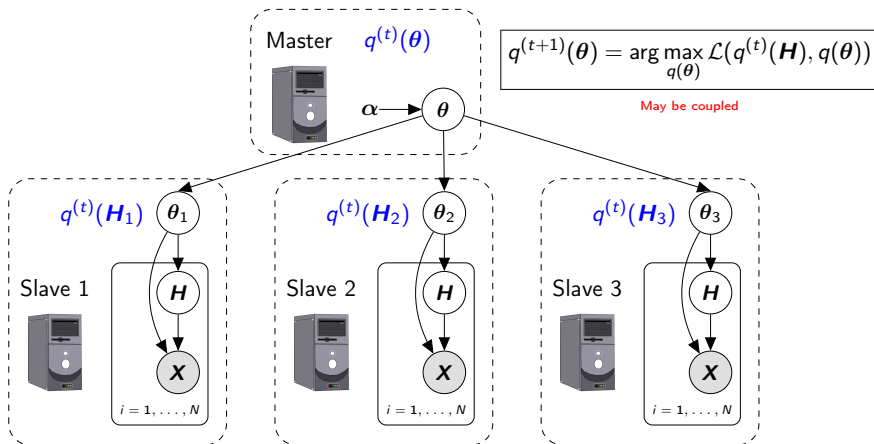 Master q^{(t)}(θ)
q^{(t+1)}(θ) = arg max_{q(θ)} ℒ(q^{(t)}(H), q(θ))
May be coupled
α θ
q^{(t)}(H_1) θ_1
q^{(t)}(H_2) θ_2
q^{(t)}(H_3) θ_3
Slave 1 H
Slave 2 H
Slave 3 H
X
X
X
i = 1, . . . , N
i = 1, . . . , N
i = 1, . . . , N